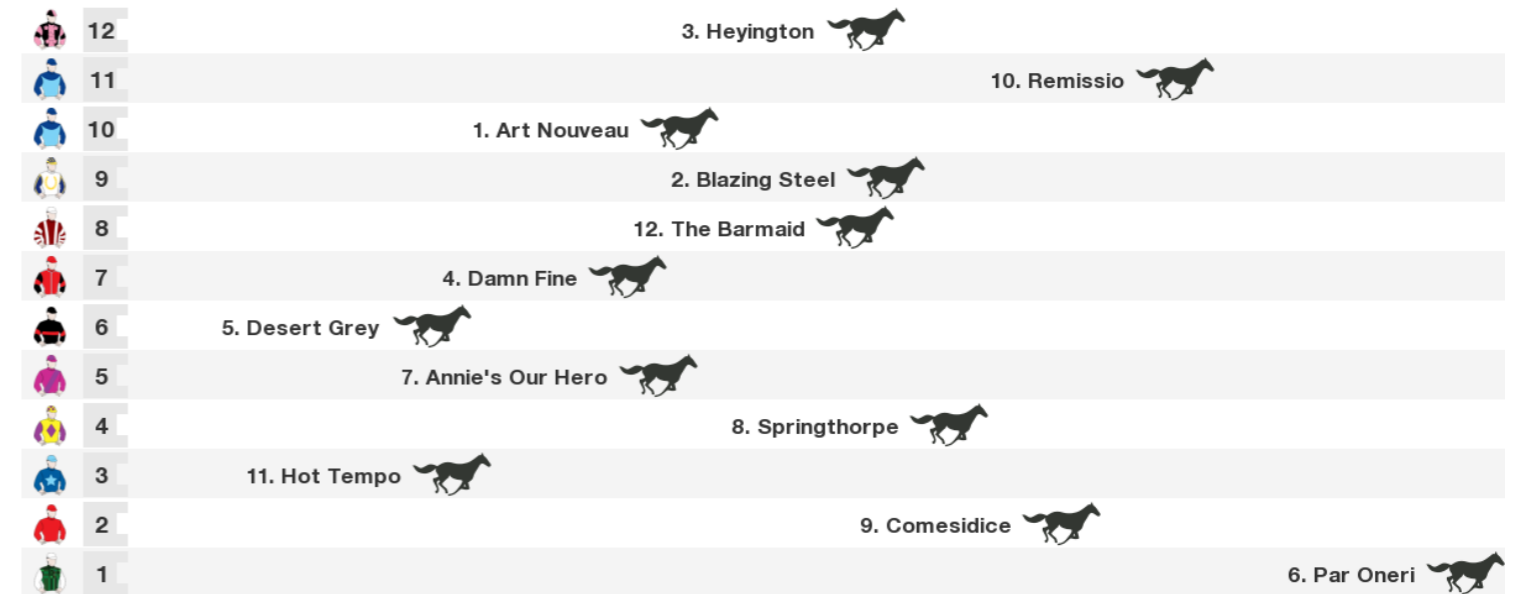 12 3. Heyington
11 10. Remissio
10 1. Art Nouveau
9 2. Blazing Steel
8 12. The Barmaid
7 4. Damn Fine
6 5. Desert Grey
5 7. Annie's Our Hero
4 8. Springthorpe
3 11. Hot Tempo
2 9. Comesidice
1 6. Par Oneri